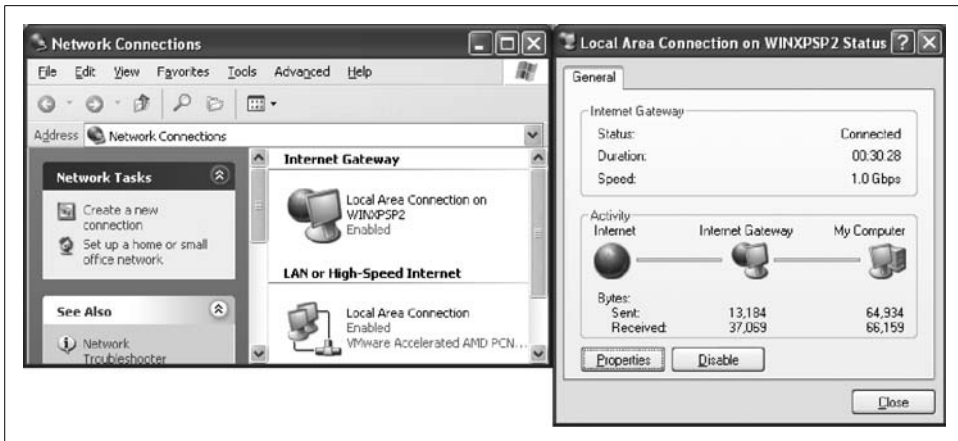 Network Connections
File Edit View Favorites Tools Advanced Help
Address Network Connections
Network Tasks
Create a new connection
Set up a home or small office network
See Also
Network Troubleshooter
Internet Gateway
Local Area Connection on WINXPSP2
Enabled
LAN or High-Speed Internet
Local Area Connection
Enabled
VMware Accelerated AMD PCN...
Local Area Connection on WINXPSP2 Status
General
Internet Gateway
Status: Connected
Duration: 00:30:28
Speed: 1.0 Gbps
Activity
Internet Internet Gateway My Computer
Bytes:
Sent: 13,184 64,934
Received: 37,069 66,159
Properties Disable
Close